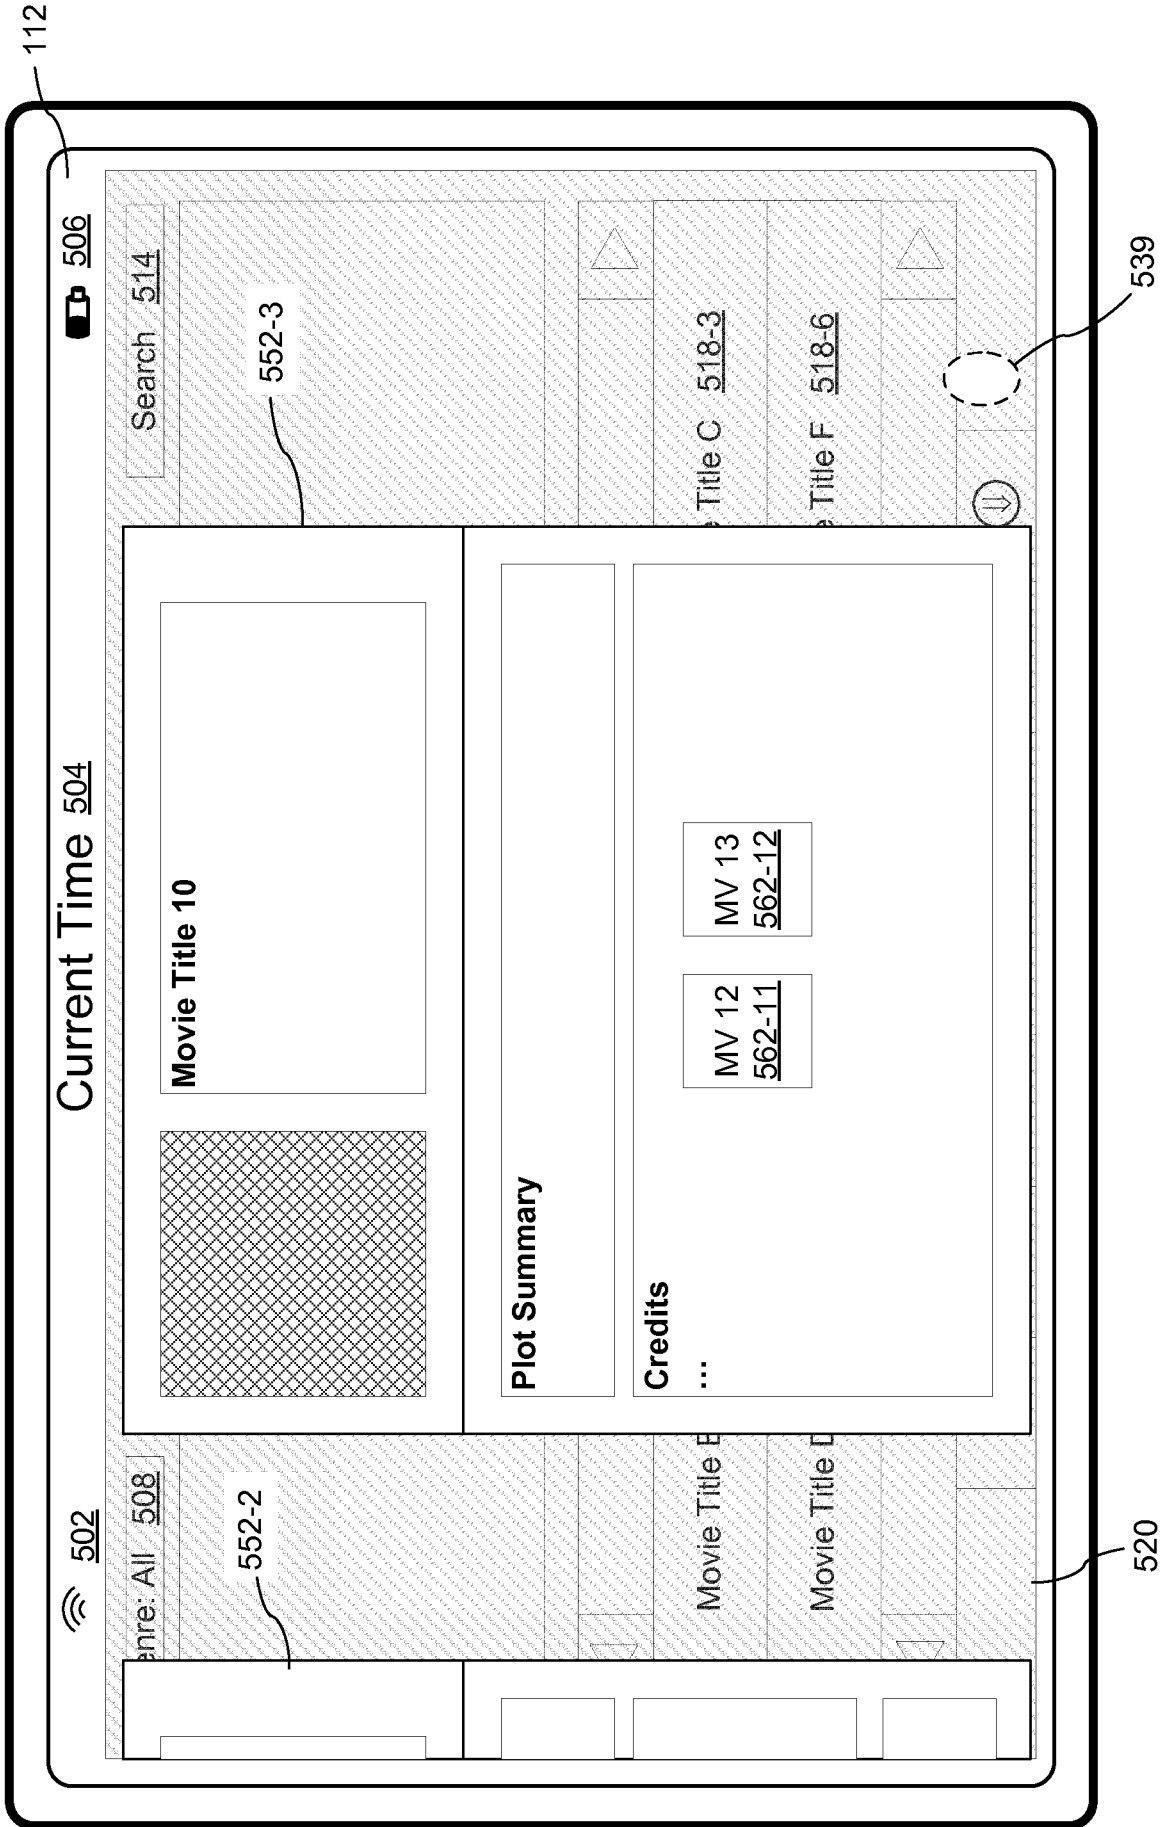 112
502
Current Time 504
506
enre: All 508
Search 514
552-2
552-3
Movie Title 10
Plot Summary
Credits
...
MV 12
562-11
MV 13
562-12
Movie Title
Title C 518-3
Movie Title
Title F 518-6
520
539